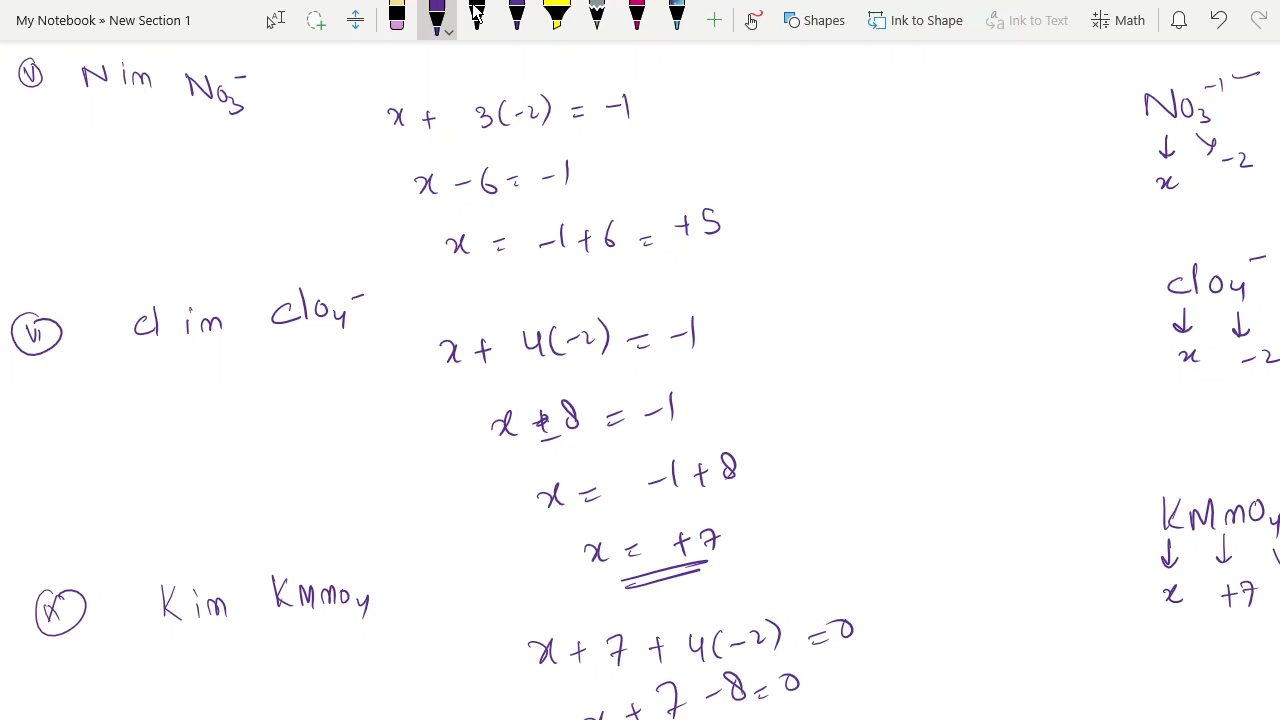 My Notebook » New Section 1
Shapes Ink to Shape Ink to Text Math
(V) N in NO3⁻
x + 3(-2) = -1
x - 6 = -1
x = -1 + 6 = +5
NO3⁻¹
↓ ↘
x -2
(VI) Cl in ClO4⁻
x + 4(-2) = -1
x - 8 = -1
x = -1 + 8
x = +7
ClO4⁻
↓ ↓
x -2
K in KMnO4
x + 7 + 4(-2) = 0
x + 7 - 8 = 0
KMnO4
↓ ↓
x +7